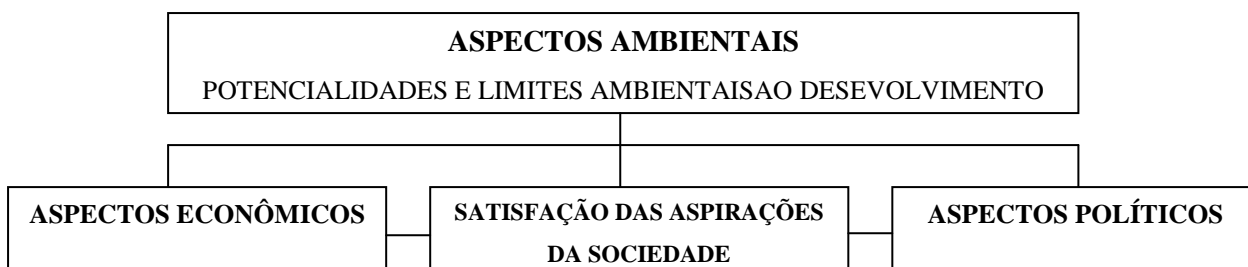 ASPECTOS AMBIENTAIS
POTENCIALIDADES E LIMITES AMBIENTAISAO DESEVOLVIMENTO
ASPECTOS ECONÔMICOS
SATISFAÇÃO DAS ASPIRAÇÕES
DA SOCIEDADE
ASPECTOS POLÍTICOS